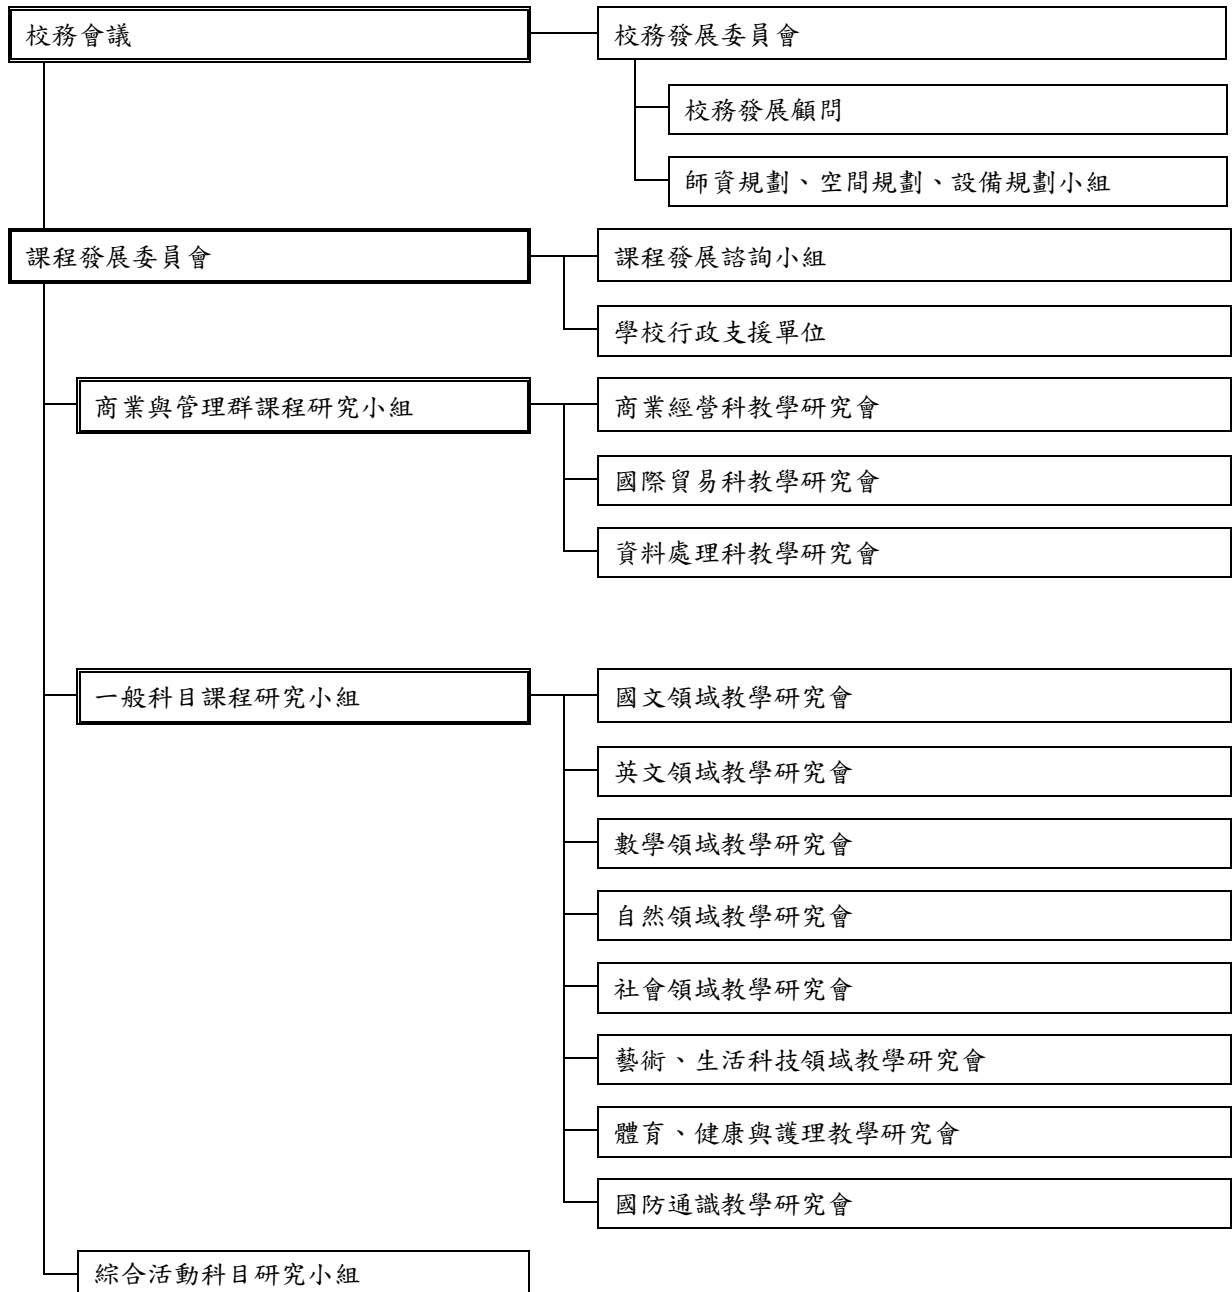 校務會議
校務發展委員會
校務發展顧問
師資規劃、空間規劃、設備規劃小組
課程發展委員會
課程發展諮詢小組
學校行政支援單位
商業與管理群課程研究小組
商業經營科教學研究會
國際貿易科教學研究會
資料處理科教學研究會
一般科目課程研究小組
國文領域教學研究會
英文領域教學研究會
數學領域教學研究會
自然領域教學研究會
社會領域教學研究會
藝術、生活科技領域教學研究會
體育、健康與護理教學研究會
國防通識教學研究會
綜合活動科目研究小組